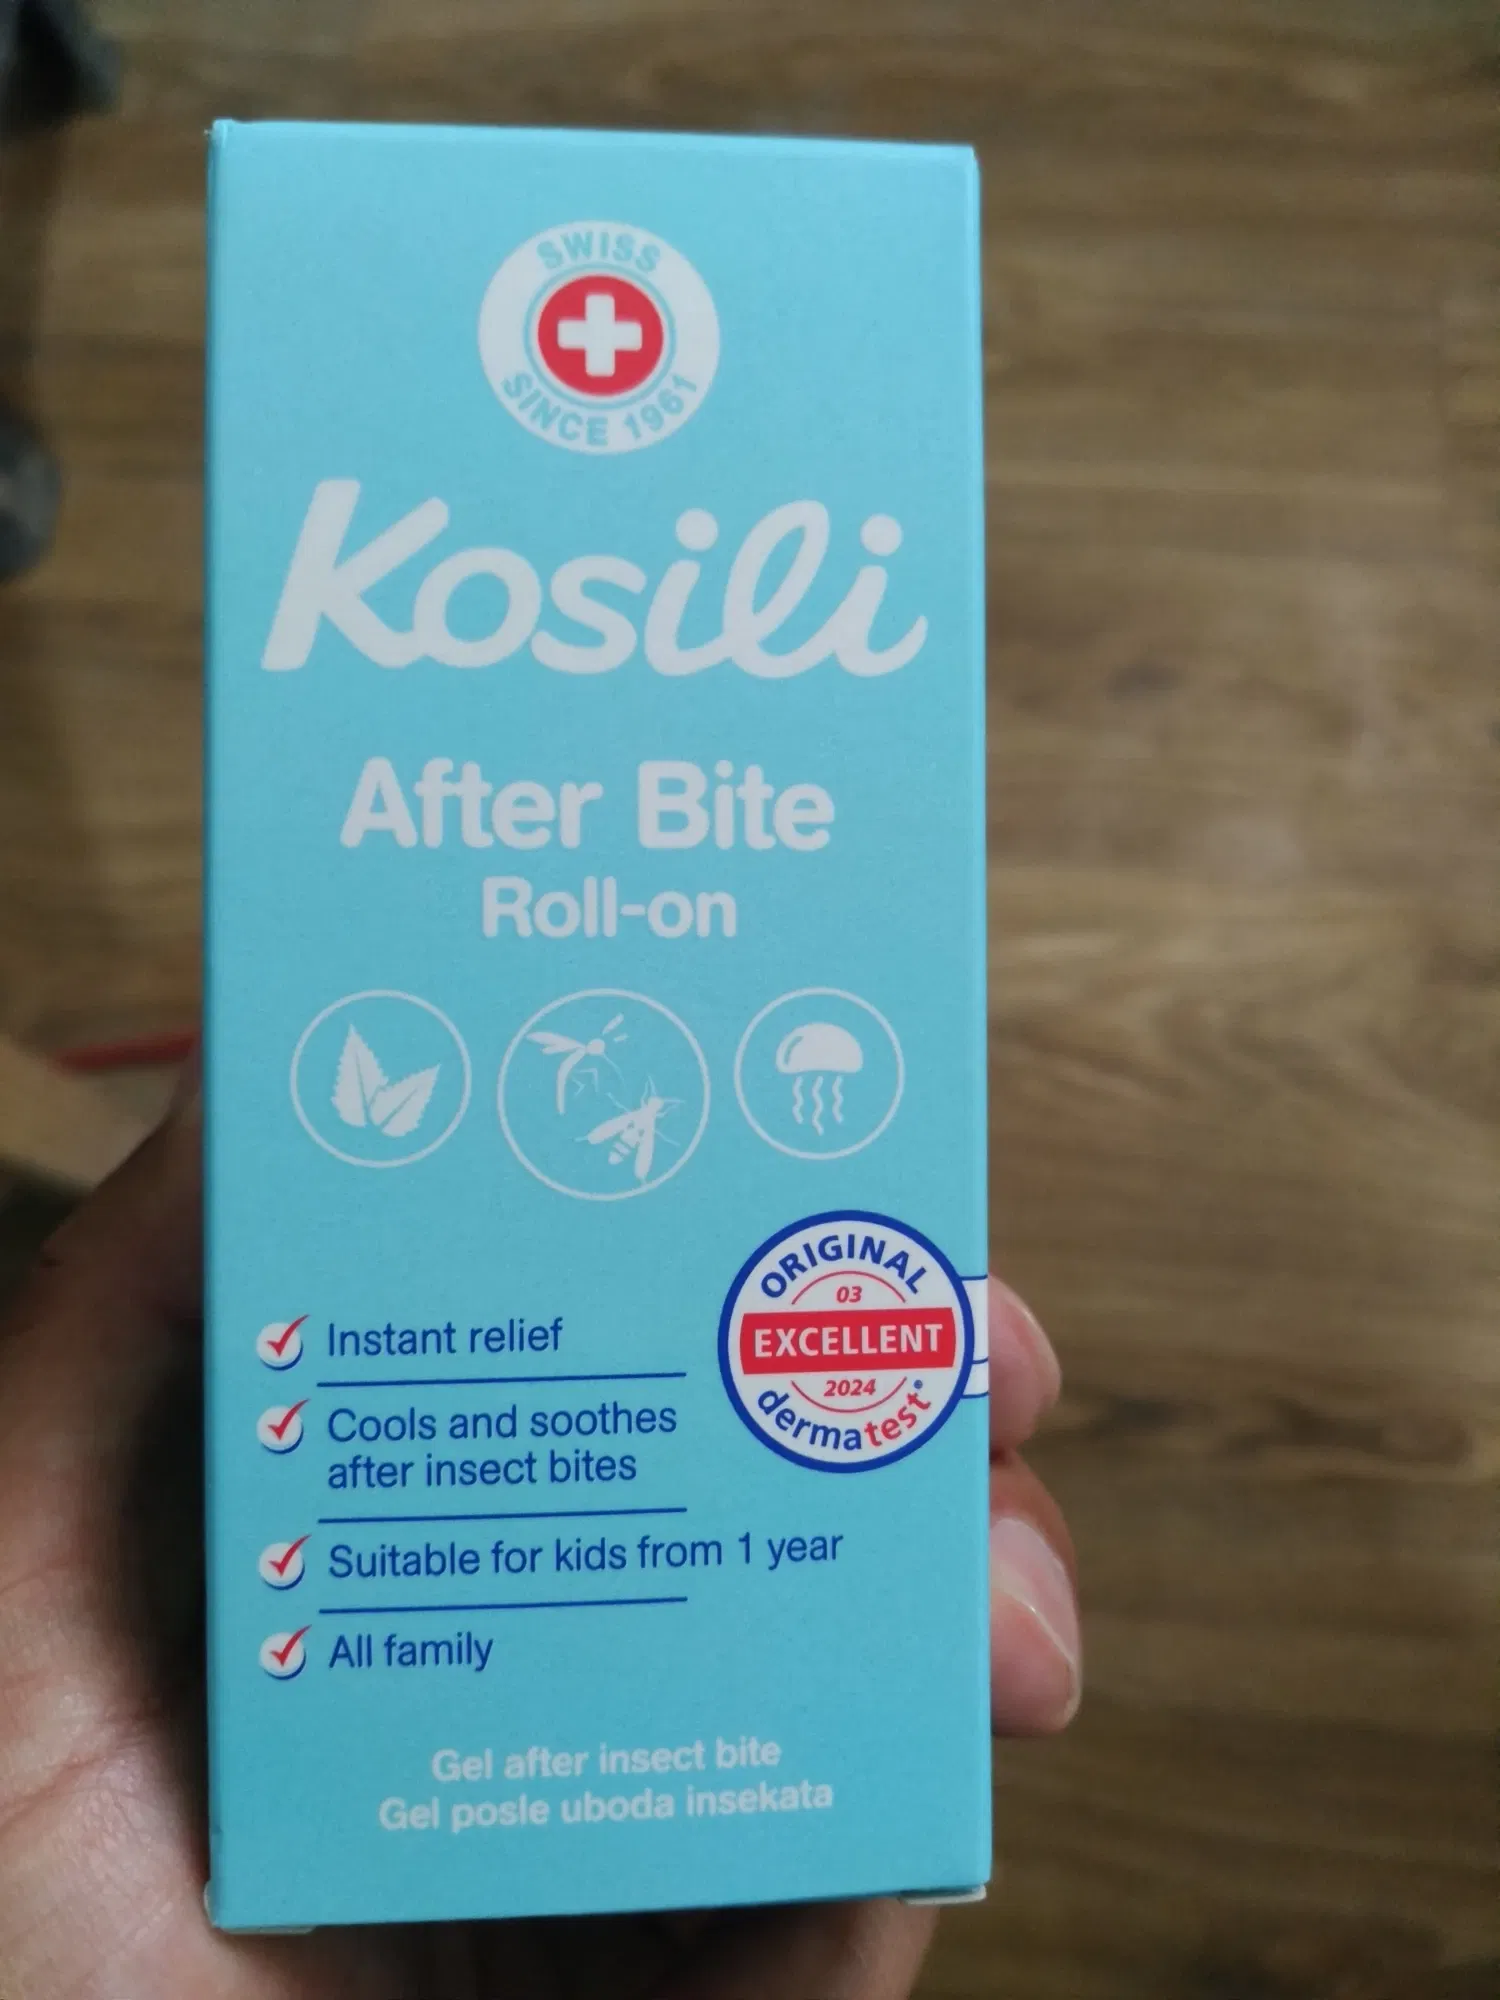 SWISS
SINCE 1961
Kosili
After Bite
Roll-on
ORIGINAL
03
EXCELLENT
2024
dermatest®
Instant relief
Cools and soothes
after insect bites
Suitable for kids from 1 year
All family
Gel after insect bite
Gel posle uboda insekata